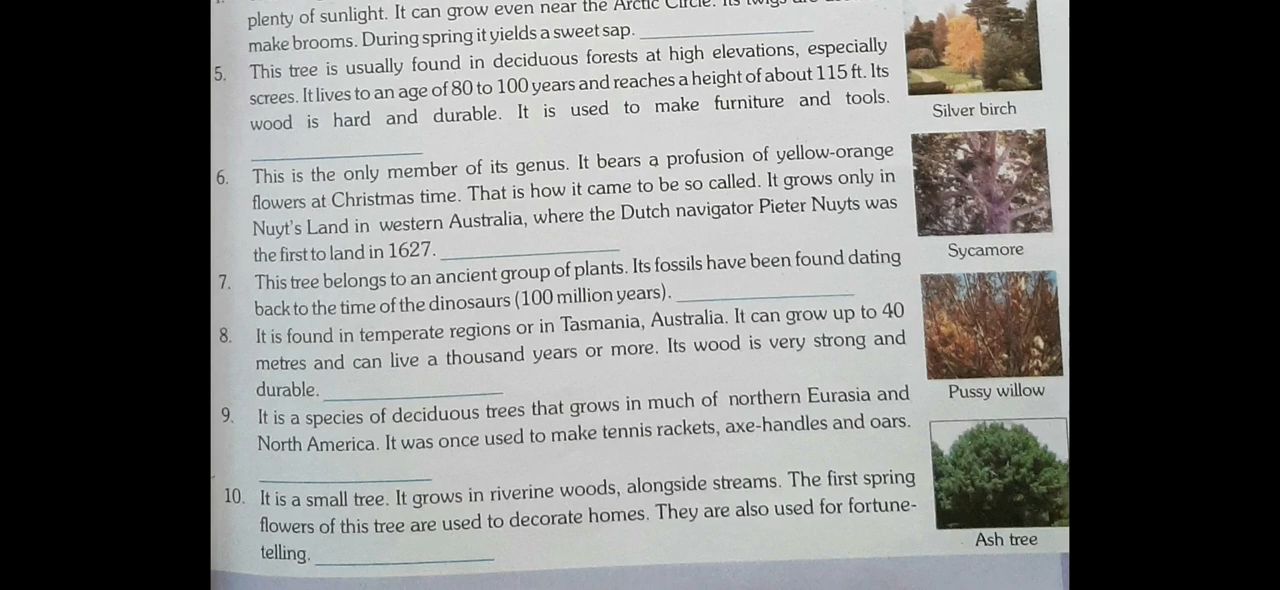 plenty of sunlight. It can grow even near the Arctic Circle. Its twigs are
make brooms. During spring it yields a sweet sap.
5. This tree is usually found in deciduous forests at high elevations, especially
screes. It lives to an age of 80 to 100 years and reaches a height of about 115 ft. Its
wood is hard and durable. It is used to make furniture and tools.
6. This is the only member of its genus. It bears a profusion of yellow-orange
flowers at Christmas time. That is how it came to be so called. It grows only in
Nuyt's Land in western Australia, where the Dutch navigator Pieter Nuyts was
the first to land in 1627.
7. This tree belongs to an ancient group of plants. Its fossils have been found dating
back to the time of the dinosaurs (100 million years).
8. It is found in temperate regions or in Tasmania, Australia. It can grow up to 40
metres and can live a thousand years or more. Its wood is very strong and
durable.
9. It is a species of deciduous trees that grows in much of northern Eurasia and
North America. It was once used to make tennis rackets, axe-handles and oars.
10. It is a small tree. It grows in riverine woods, alongside streams. The first spring
flowers of this tree are used to decorate homes. They are also used for fortune-
telling.
Silver birch
Sycamore
Pussy willow
Ash tree